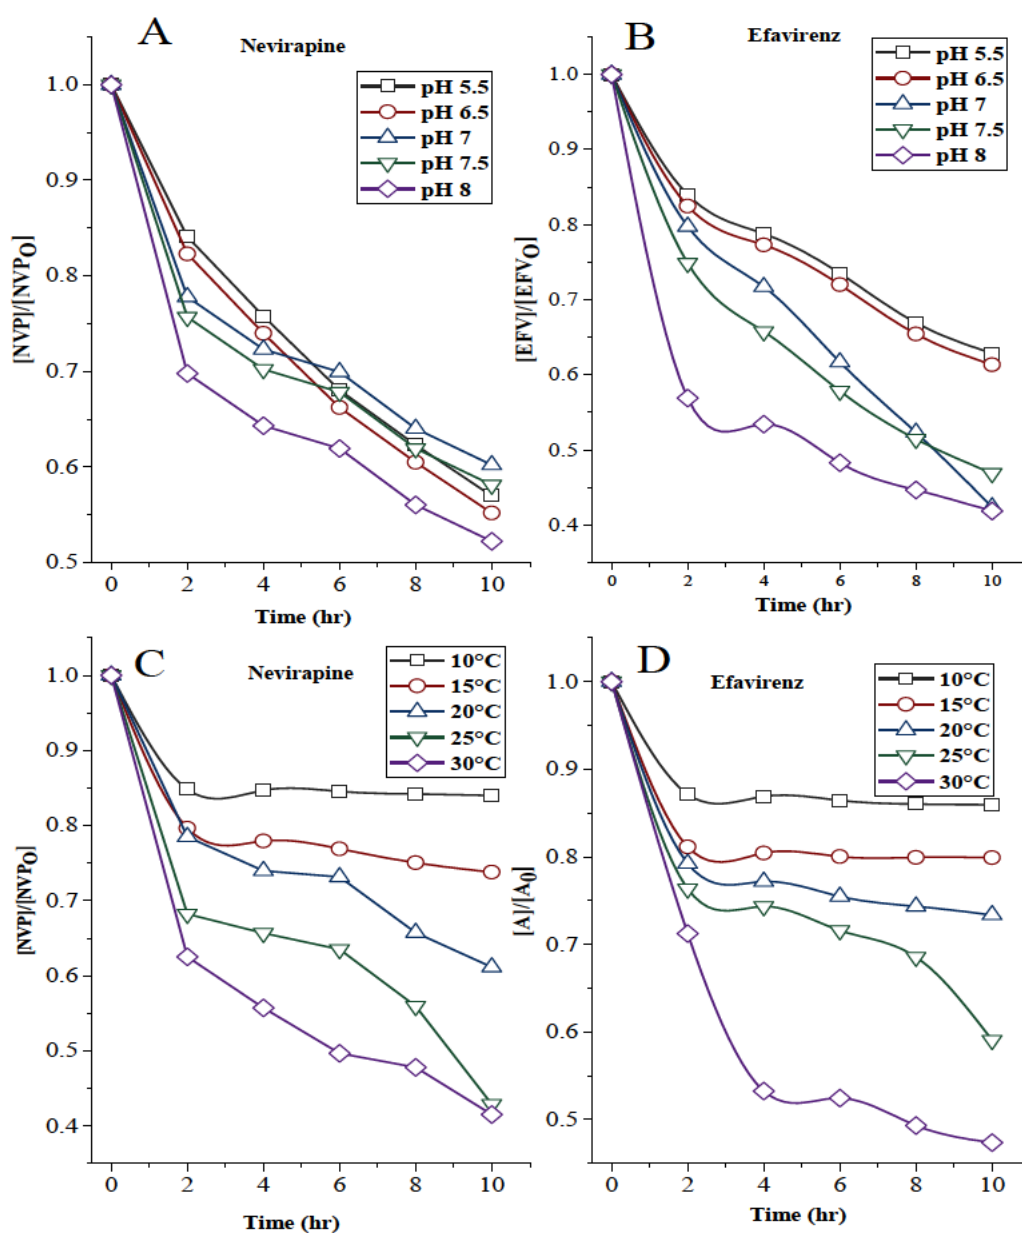 A
Nevirapine
pH 5.5
pH 6.5
pH 7
pH 7.5
pH 8
1.0
0.9
0.8
0.7
0.6
0.5
[NVP]/[NVPO]
0 2 4 6 8 10
Time (hr)
B
Efavirenz
pH 5.5
pH 6.5
pH 7
pH 7.5
pH 8
1.0
0.9
0.8
0.7
0.6
0.5
0.4
[EFV]/[EFVO]
0 2 4 6 8 10
Time (hr)
C
Nevirapine
10°C
15°C
20°C
25°C
30°C
1.0
0.9
0.8
0.7
0.6
0.5
0.4
[NVP]/[NVPO]
0 2 4 6 8 10
Time (hr)
D
Efavirenz
10°C
15°C
20°C
25°C
30°C
1.0
0.9
0.8
0.7
0.6
0.5
[A]/[A0]
0 2 4 6 8 10
Time (hr)